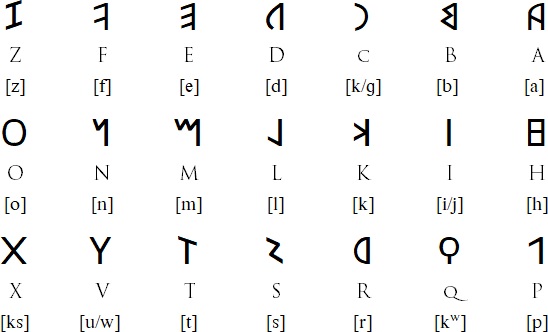 𐌆 𐌅 𐌄 𐌃 𐌂 𐌁 𐌀
Z F E D C B A
[z] [f] [e] [d] [k/ɡ] [b] [a]
𐌏 𐌍 𐌌 𐌋 𐌊 𐌉 𐌇
O N M L K I H
[o] [n] [m] [l] [k] [i/j] [h]
𐌗 𐌖 𐌕 𐌔 𐌓 𐌒 𐌐
X V T S R Q P
[ks] [u/w] [t] [s] [r] [kʷ] [p]